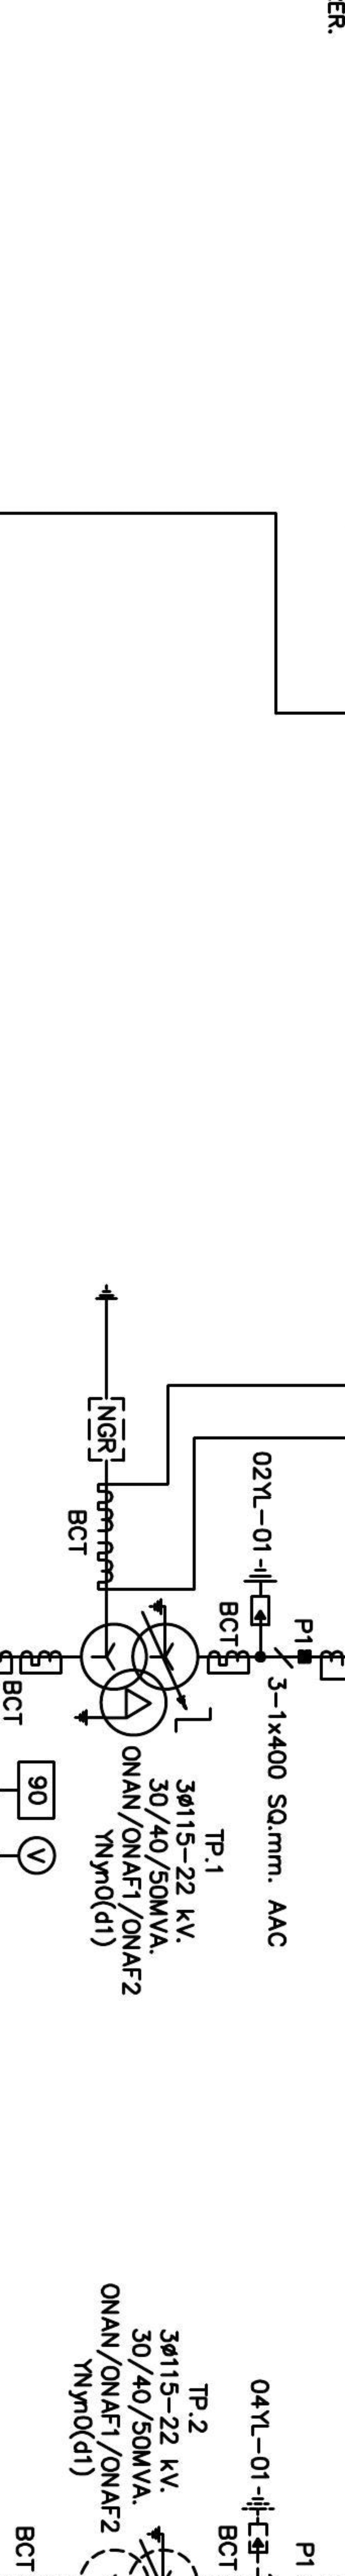 ER.
02YL-01
P1
3-1x400 SQ.mm. AAC
BCT
NGR
BCT
TP.1
3ø115-22 kV.
30/40/50MVA.
ONAN/ONAF1/ONAF2
YNyn0(d1)
BCT
90
V
04YL-01
P1
BCT
TP.2
3ø115-22 kV.
30/40/50MVA.
ONAN/ONAF1/ONAF2
YNyn0(d1)
BCT